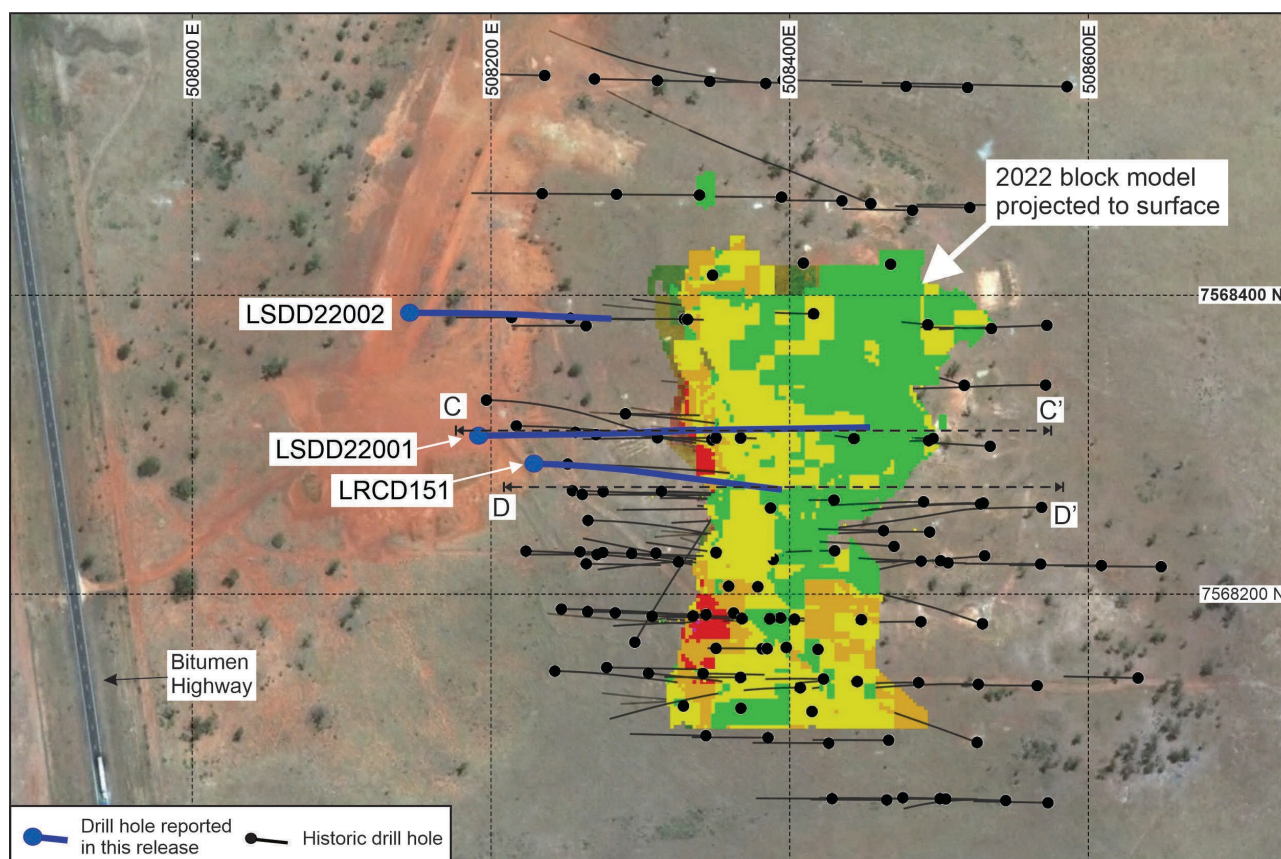 508000 E
508200 E
508400E
508600E
2022 block model
projected to surface
7568400 N
LSDD22002
C
C'
LSDD22001
LRCD151
D
D'
7568200 N
Bitumen
Highway
Drill hole reported
in this release
Historic drill hole